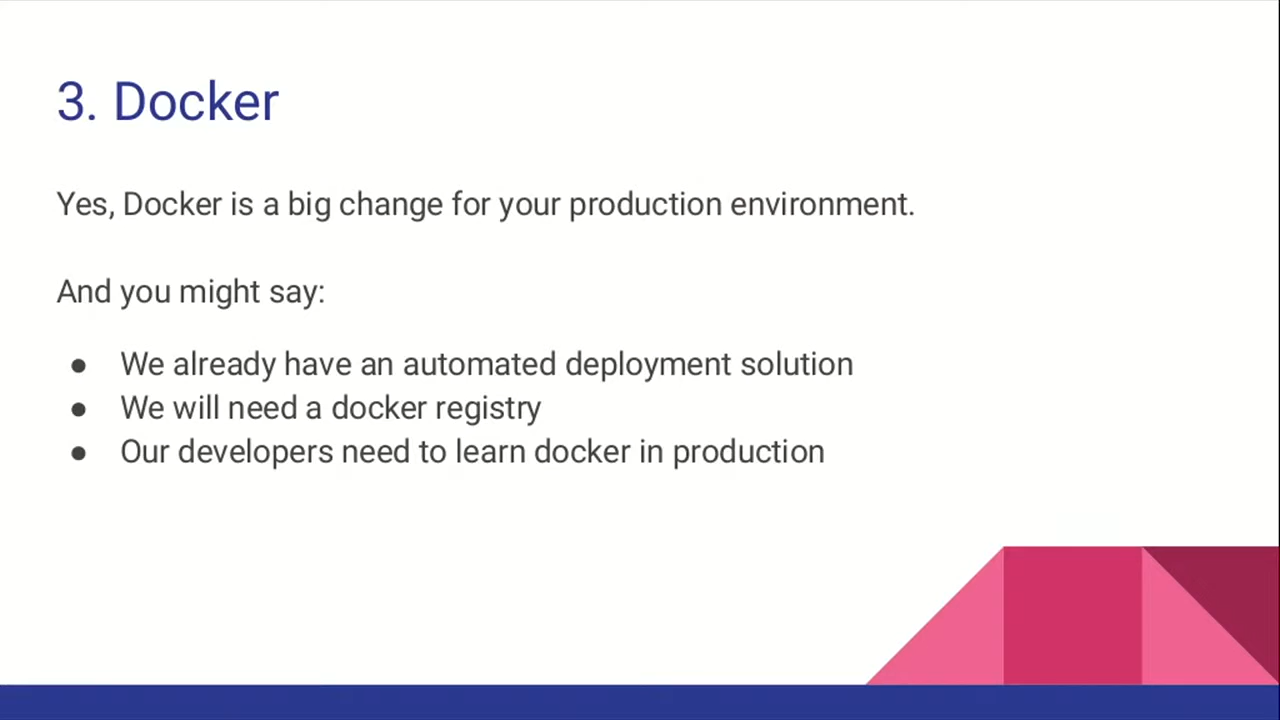 3. Docker
Yes, Docker is a big change for your production environment.
And you might say:
● We already have an automated deployment solution
● We will need a docker registry
● Our developers need to learn docker in production